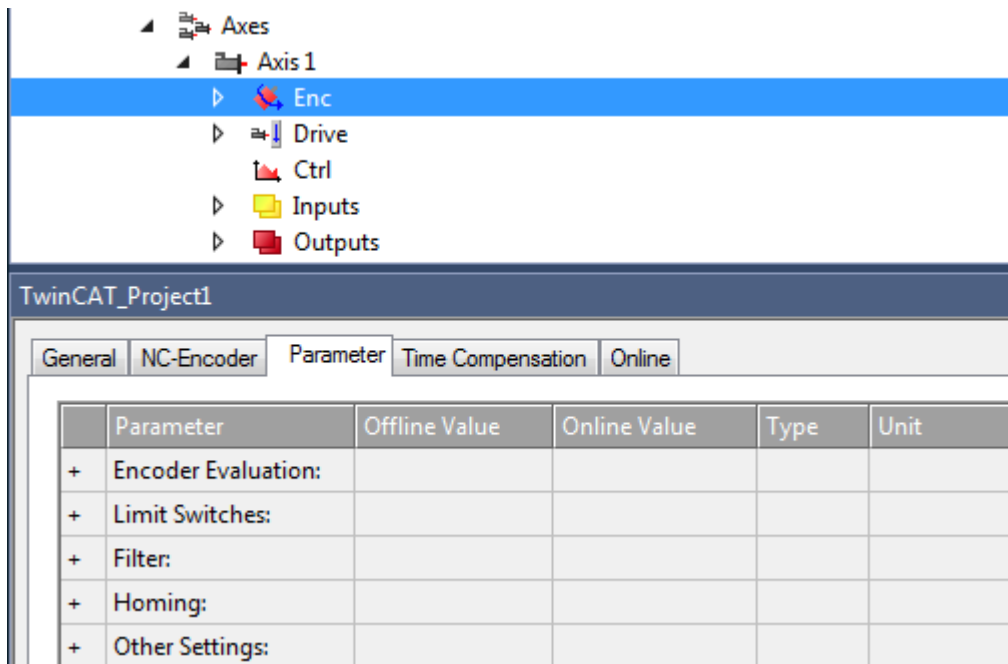 Axes
Axis 1
Enc
Drive
Ctrl
Inputs
Outputs
TwinCAT_Project1
General NC-Encoder Parameter Time Compensation Online
Parameter Offline Value Online Value Type Unit
+ Encoder Evaluation:
+ Limit Switches:
+ Filter:
+ Homing:
+ Other Settings: